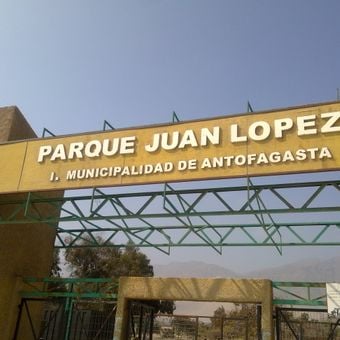 PARQUE JUAN LOPEZ
I. MUNICIPALIDAD DE ANTOFAGASTA